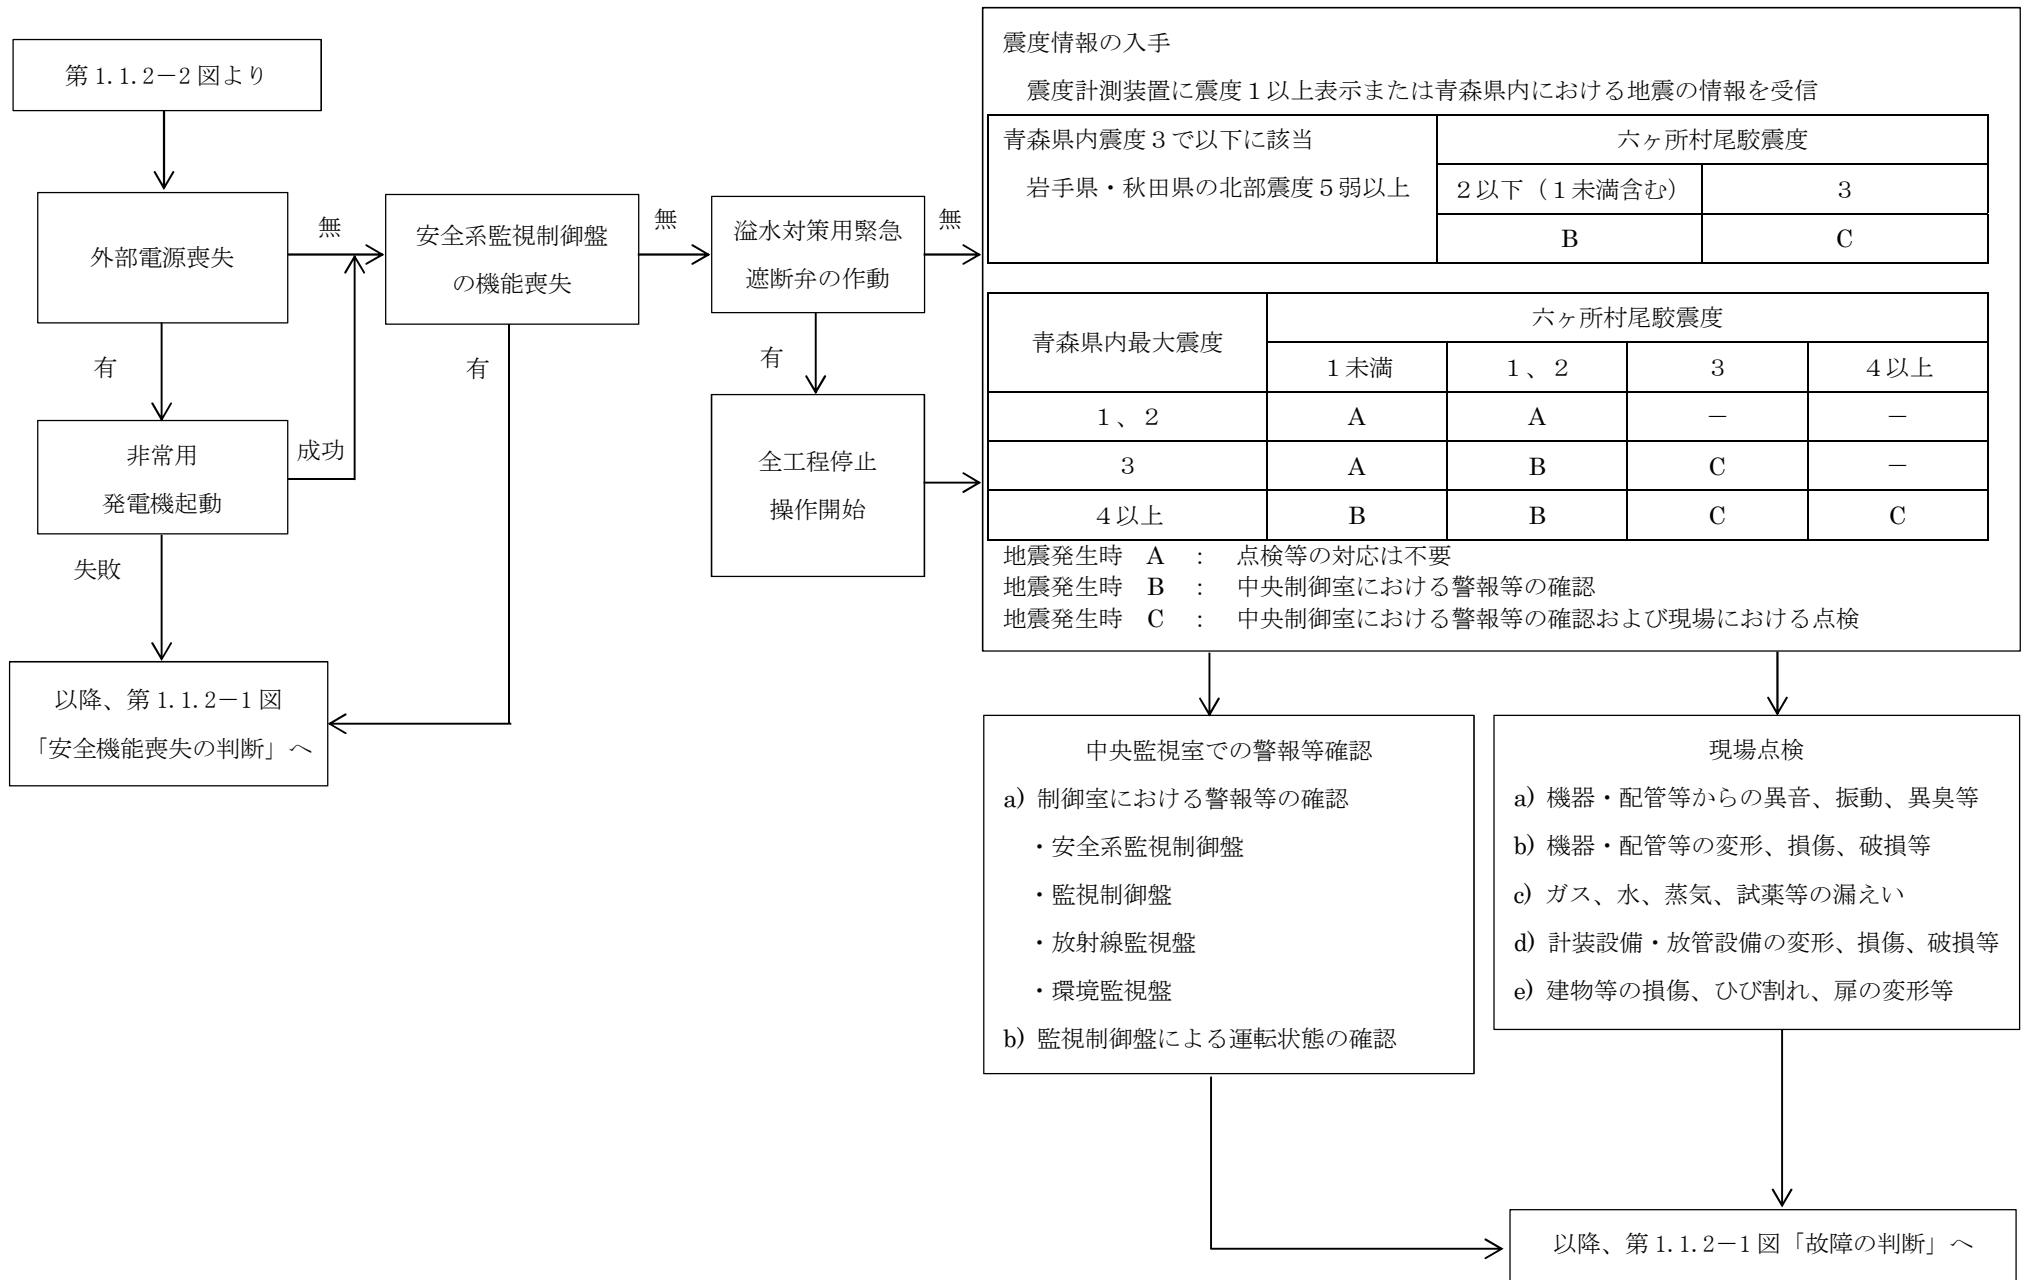 第1.1.2－2図より
外部電源喪失
無
有
非常用
発電機起動
成功
失敗
以降、第1.1.2－1図
「安全機能喪失の判断」へ
安全系監視制御盤
の機能喪失
無
有
溢水対策用緊急
遮断弁の作動
無
有
全工程停止
操作開始
震度情報の入手
震度計測装置に震度１以上表示または青森県内における地震の情報を受信
青森県内震度３で以下に該当
岩手県・秋田県の北部震度５弱以上
六ヶ所村尾駮震度
２以下（１未満含む） ３
B C
青森県内最大震度
六ヶ所村尾駮震度
１未満 １、２ ３ ４以上
１、２ A A － －
３ A B C －
４以上 B B C C
地震発生時 A ： 点検等の対応は不要
地震発生時 B ： 中央制御室における警報等の確認
地震発生時 C ： 中央制御室における警報等の確認および現場における点検
中央監視室での警報等確認
a) 制御室における警報等の確認
・安全系監視制御盤
・監視制御盤
・放射線監視盤
・環境監視盤
b) 監視制御盤による運転状態の確認
現場点検
a) 機器・配管等からの異音、振動、異臭等
b) 機器・配管等の変形、損傷、破損等
c) ガス、水、蒸気、試薬等の漏えい
d) 計装設備・放管設備の変形、損傷、破損等
e) 建物等の損傷、ひび割れ、扉の変形等
以降、第1.1.2－1図「故障の判断」へ